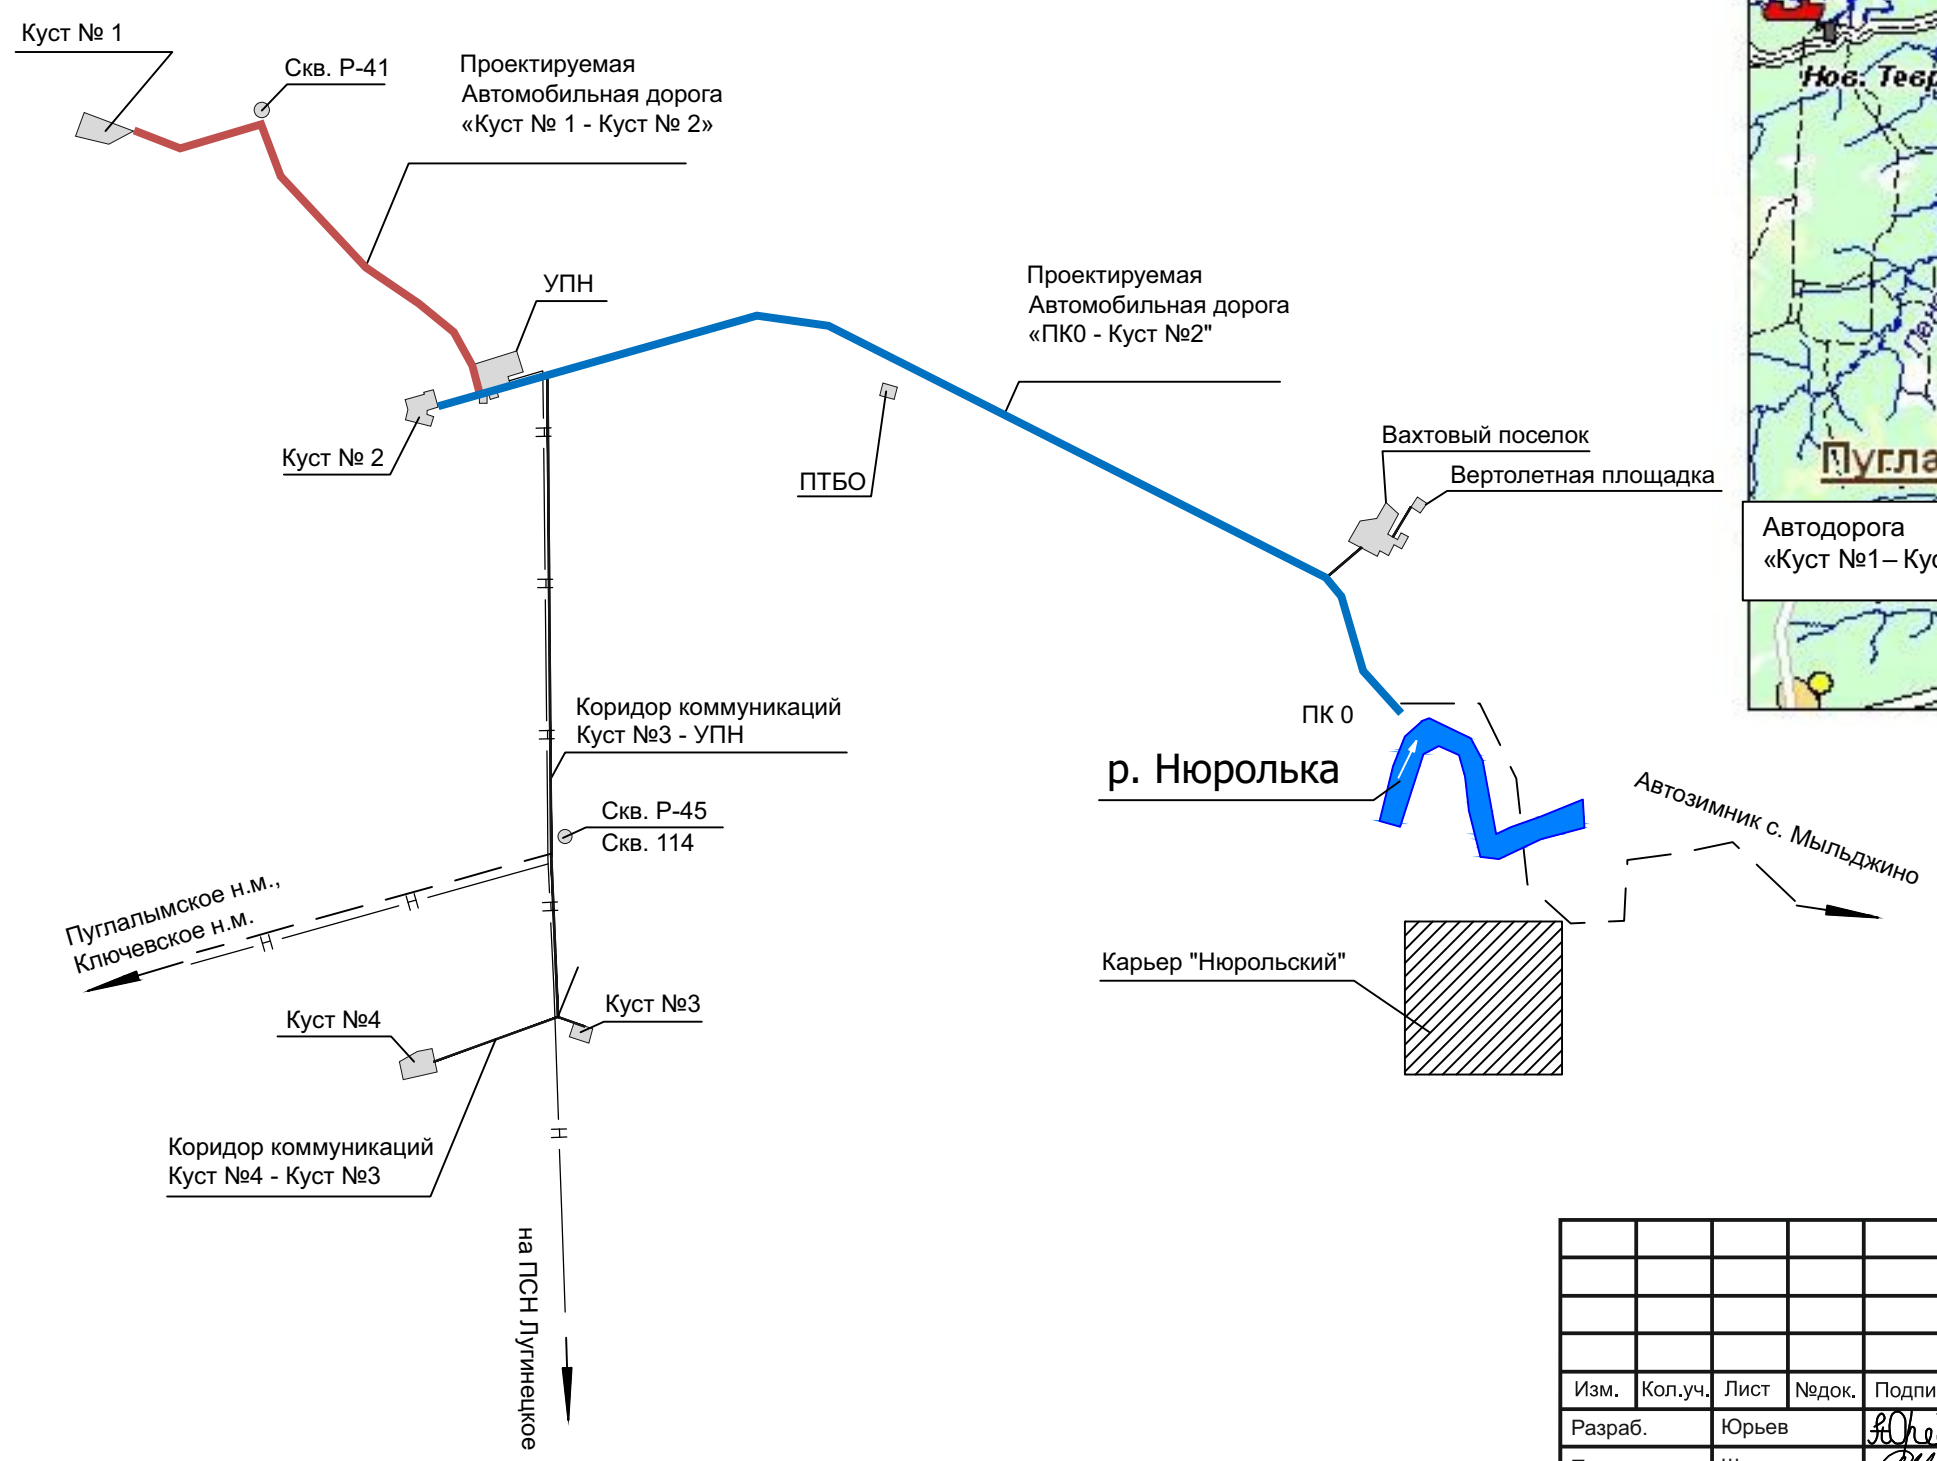 Куст № 1
Скв. Р-41
Проектируемая
Автомобильная дорога
«Куст № 1 - Куст № 2»
УПН
Проектируемая
Автомобильная дорога
«ПК0 - Куст №2"
Куст № 2
ПТБО
Вахтовый поселок
Вертолетная площадка
Нов.
Автодорога
«Куст №1–
Коридор коммуникаций
Куст №3 - УПН
ПК 0
р. Нюролька
Скв. Р-45
Скв. 114
Автозимник с. Мыльджино
Пуглалымское н.м.,
Ключевское н.м.
Карьер "Нюрольский"
Куст №4
Куст №3
Коридор коммуникаций
Куст №4 - Куст №3
на ПСН Лугинецкое
Изм. Кол.уч. Лист №док.
Разраб. Юрьев